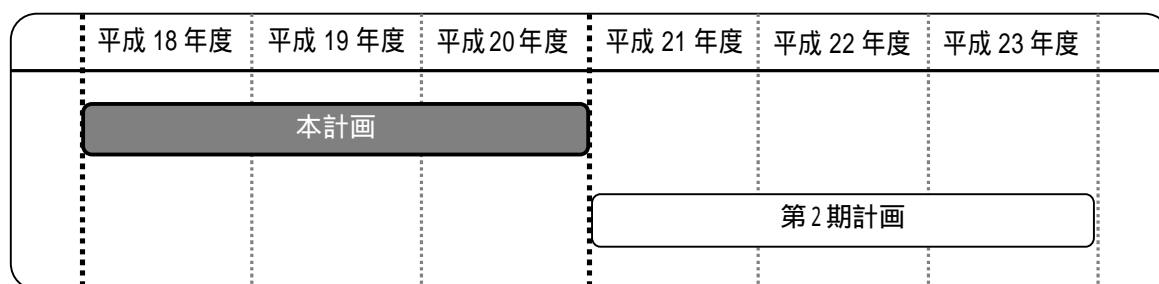 平成 18 年度 平成 19 年度 平成20年度 平成 21 年度 平成 22 年度 平成 23 年度
本計画
第2期計画